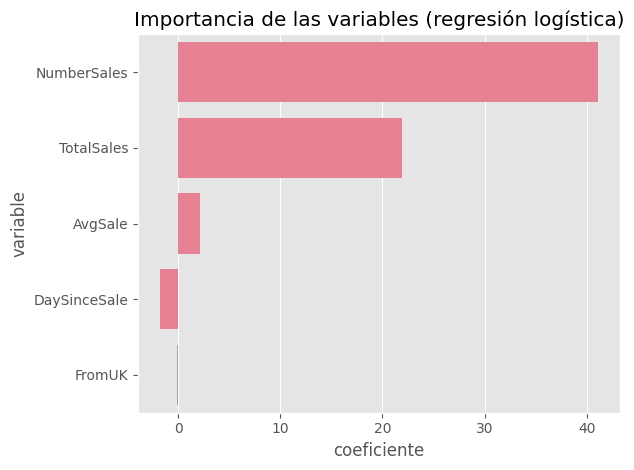 Importancia de las variables (regresión logística)
variable
NumberSales
TotalSales
AvgSale
DaySinceSale
FromUK
0 10 20 30 40
coeficiente